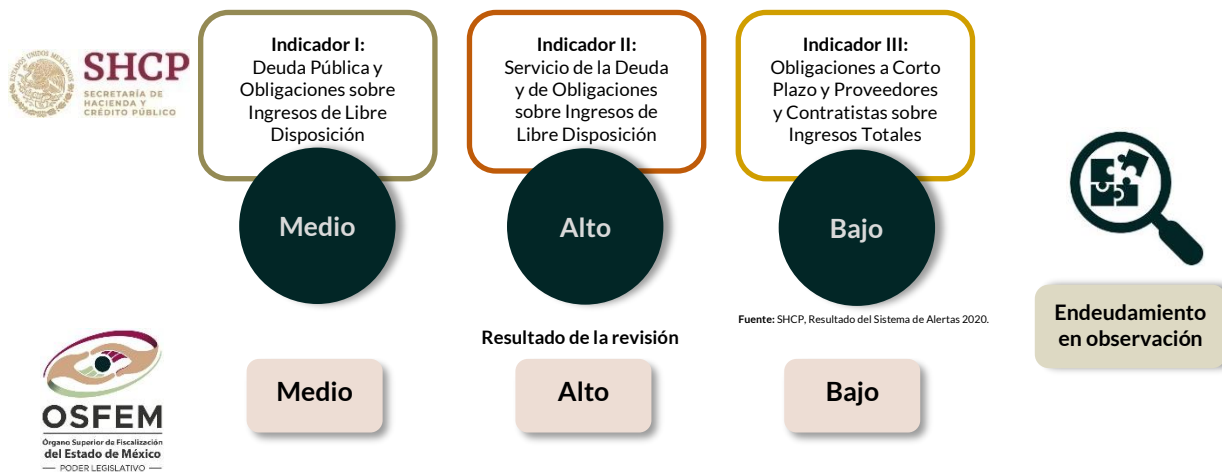 SHCP
SECRETARÍA DE
HACIENDA Y
CRÉDITO PÚBLICO
ESTADOS UNIDOS MEXICANOS
Indicador I:
Deuda Pública y
Obligaciones sobre
Ingresos de Libre
Disposición
Medio
Indicador II:
Servicio de la Deuda
y de Obligaciones
sobre Ingresos de
Libre Disposición
Alto
Indicador III:
Obligaciones a Corto
Plazo y Proveedores
y Contratistas sobre
Ingresos Totales
Bajo
Fuente: SHCP, Resultado del Sistema de Alertas 2020.
Endeudamiento
en observación
Resultado de la revisión
Medio
Alto
Bajo
OSFEM
Órgano Superior de Fiscalización
del Estado de México
— PODER LEGISLATIVO —